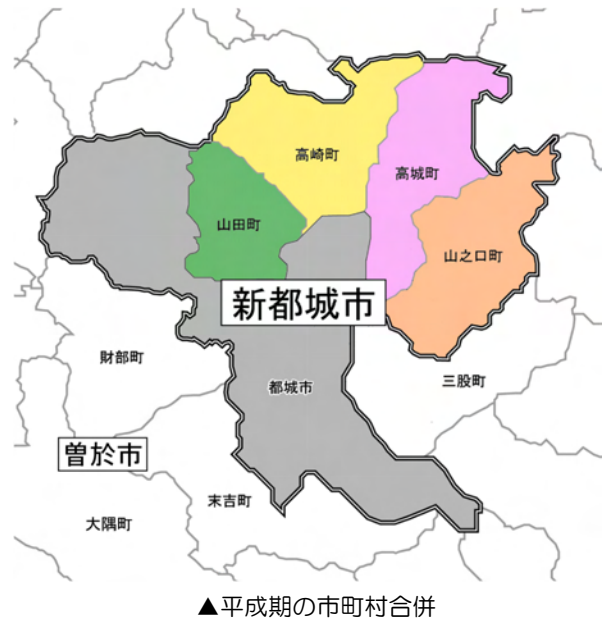 高崎町
高城町
山田町
山之口町
新都城市
財部町
都城市
三股町
曽於市
末吉町
大隅町
▲平成期の市町村合併